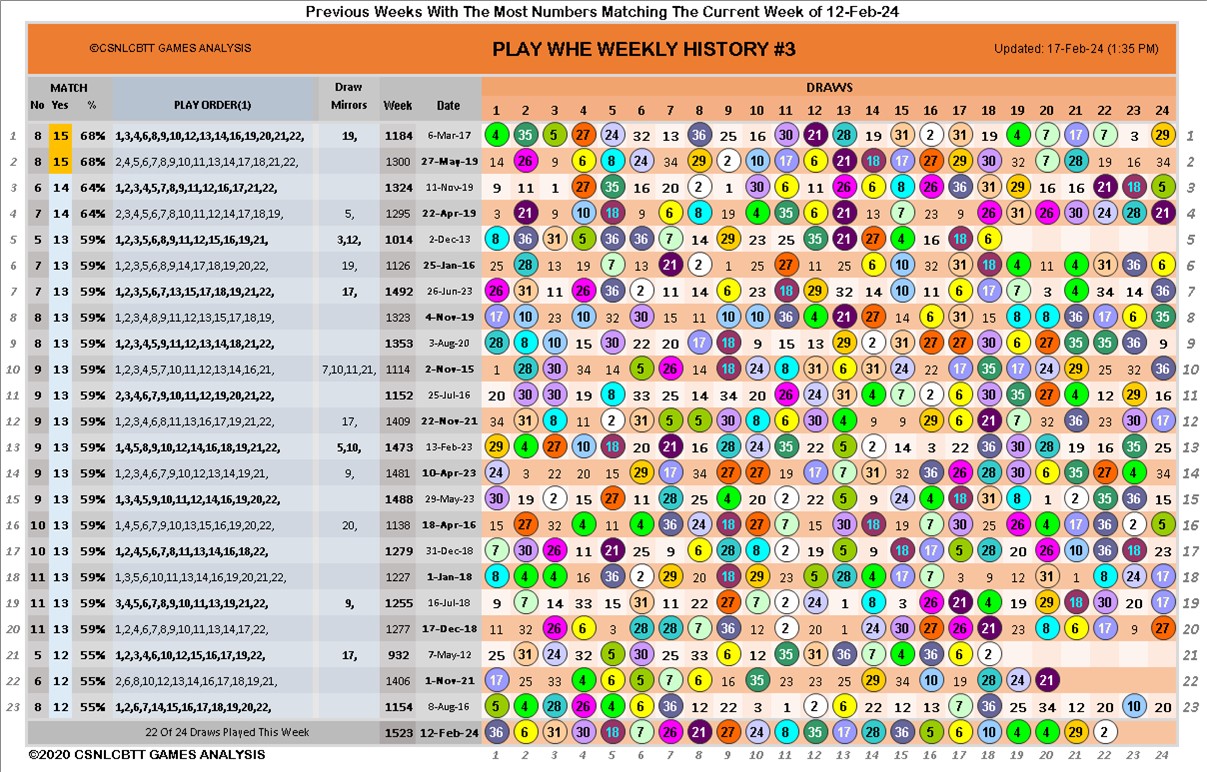 Previous Weeks With The Most Numbers Matching The Current Week of 12-Feb-24
©CSNLCBTT GAMES ANALYSIS PLAY WHE WEEKLY HISTORY #3 Updated: 17-Feb-24 (1:35 PM)
MATCH Draw DRAWS
No Yes % PLAY ORDER(1) Mirrors Week Date 1 2 3 4 5 6 7 8 9 10 11 12 13 14 15 16 17 18 19 20 21 22 23 24
1 8 15 68% 1,3,4,6,8,9,10,12,13,14,16,19,20,21,22, 19, 1184 6-Mar-17 4 35 5 27 24 32 13 36 25 16 30 21 28 19 31 2 31 19 4 7 17 7 3 29 1
2 8 15 68% 2,4,5,6,7,8,9,10,11,13,14,17,18,21,22, 1300 27-May-19 14 26 9 6 8 24 34 29 2 10 17 6 21 18 17 27 29 30 32 7 28 19 16 34 2
3 6 14 64% 1,2,3,4,5,7,8,9,11,12,16,17,21,22, 1324 11-Nov-19 9 11 1 27 35 16 20 2 1 30 6 11 26 6 8 26 36 31 29 16 16 21 18 5 3
4 7 14 64% 2,3,4,5,6,7,8,10,11,12,14,17,18,19, 5, 1295 22-Apr-19 3 21 9 10 18 9 6 8 19 4 35 6 21 13 7 23 9 26 31 26 30 24 28 21 4
5 5 13 59% 1,2,3,5,6,8,9,11,12,15,16,19,21, 3,12, 1014 2-Dec-13 8 36 31 5 36 36 7 14 29 23 25 35 21 27 4 16 18 6 5
6 7 13 59% 1,2,3,5,6,8,9,14,17,18,19,20,22, 19, 1126 25-Jan-16 25 28 13 19 7 13 21 2 1 25 27 11 25 6 10 32 31 18 4 11 4 31 36 6 6
7 7 13 59% 1,2,3,5,6,7,13,15,17,18,19,21,22, 17, 1492 26-Jun-23 26 31 11 26 36 2 11 14 6 23 18 29 32 14 10 11 6 17 7 3 4 34 14 36 7
8 8 13 59% 1,2,3,4,8,9,11,12,13,15,17,18,19, 1323 4-Nov-19 17 10 23 10 32 30 15 11 10 10 36 4 21 27 14 6 31 15 8 8 36 17 6 35 8
9 8 13 59% 1,2,3,4,5,9,11,12,13,14,18,21,22, 1353 3-Aug-20 28 8 10 15 30 22 20 17 18 9 15 13 29 2 31 27 27 30 6 27 35 35 36 9 9
10 9 13 59% 1,2,3,4,5,7,10,11,12,13,14,22,14,16,21, 7,10,11,21, 1114 2-Nov-15 1 28 30 34 14 5 26 14 18 24 8 31 6 31 24 16 17 35 17 24 29 25 32 36 10
11 9 13 59% 2,3,4,6,7,9,10,11,12,19,20,21,22, 1152 25-Jul-16 20 30 30 19 8 33 25 14 34 20 26 24 31 4 7 2 6 30 35 27 4 12 29 16 11
12 9 13 59% 1,2,3,4,6,8,11,13,16,17,18,19,22, 17, 1409 22-Nov-21 34 31 8 11 2 31 5 5 30 8 6 30 4 9 9 29 6 21 7 32 36 23 30 17 12
13 9 13 59% 1,4,5,8,9,10,12,14,16,18,19,21,22, 5,10, 1473 13-Feb-23 29 4 27 10 18 20 21 16 28 24 35 22 5 2 14 3 22 36 30 28 19 16 35 25 13
14 9 13 59% 1,2,3,4,6,7,9,10,12,13,14,19,21, 9, 1481 10-Apr-23 24 3 22 20 15 29 17 34 27 27 19 17 7 31 32 36 26 28 30 6 35 27 4 34 14
15 9 13 59% 1,3,4,5,9,10,11,12,14,16,19,20,22, 1488 29-May-23 30 19 2 15 27 11 28 25 4 20 2 22 5 9 24 4 18 31 8 1 2 35 36 15 15
16 10 13 59% 1,4,5,6,7,9,10,13,15,16,19,20,22, 20, 1138 18-Apr-16 15 27 32 4 11 4 36 24 18 27 7 15 30 18 19 7 30 25 26 4 17 36 2 5 16
17 10 13 59% 1,2,4,5,6,7,8,11,13,14,16,18,22, 1279 31-Dec-18 7 30 26 11 21 25 9 6 28 8 2 19 5 9 18 17 5 28 20 26 10 36 18 23 17
18 11 13 59% 1,3,5,6,10,11,13,14,16,19,20,21,22, 1227 1-Jan-18 8 4 4 16 36 2 29 20 18 29 23 5 28 4 17 7 3 9 12 31 1 8 24 17 18
19 11 13 59% 3,4,5,6,7,8,9,10,11,13,19,21,22, 9, 1255 16-Jul-18 9 7 14 33 15 31 11 22 27 7 2 24 1 8 3 26 21 4 19 29 18 30 20 17 19
20 11 13 59% 1,2,4,6,7,8,9,10,11,13,14,17,22, 1277 17-Dec-18 11 32 26 6 3 28 28 7 36 12 2 20 1 24 30 27 26 21 23 8 6 17 9 27 20
21 5 12 55% 1,2,3,4,6,10,12,4,15,16,17,19,22, 17, 932 7-May-12 25 31 24 32 5 30 25 33 6 12 35 31 36 7 4 36 6 2 21
22 6 12 55% 2,6,8,10,12,13,14,16,17,18,19,21, 1406 1-Nov-21 17 25 33 4 6 5 7 6 16 35 22 23 25 29 34 10 19 28 24 21 22
23 8 12 55% 1,2,6,7,14,15,16,17,18,19,20,22, 1154 8-Aug-16 5 4 28 26 4 6 36 12 22 3 1 2 6 22 12 13 7 36 25 34 12 20 10 20 23
22 Of 24 Draws Played This Week 1523 12-Feb-24 36 6 31 30 18 7 26 21 27 24 8 35 17 28 36 5 6 10 4 4 29 2
©2020 CSNLCBTT GAMES ANALYSIS 1 2 3 4 5 6 7 8 9 10 11 12 13 14 15 16 17 18 19 20 21 22 23 24